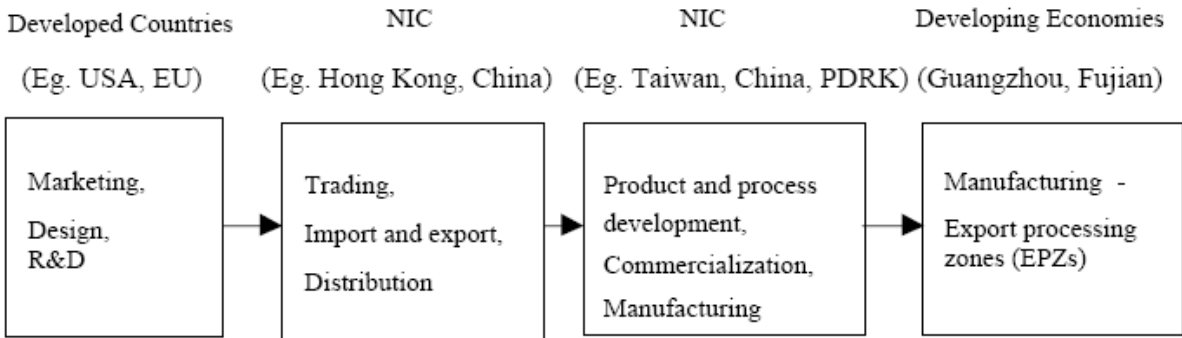 Developed Countries
NIC
NIC
Developing Economies
(Eg. USA, EU)
(Eg. Hong Kong, China)
(Eg. Taiwan, China, PDRK)
(Guangzhou, Fujian)
Marketing,
Design,
R&D
Trading,
Import and export,
Distribution
Product and process
development,
Commercialization,
Manufacturing
Manufacturing -
Export processing
zones (EPZs)